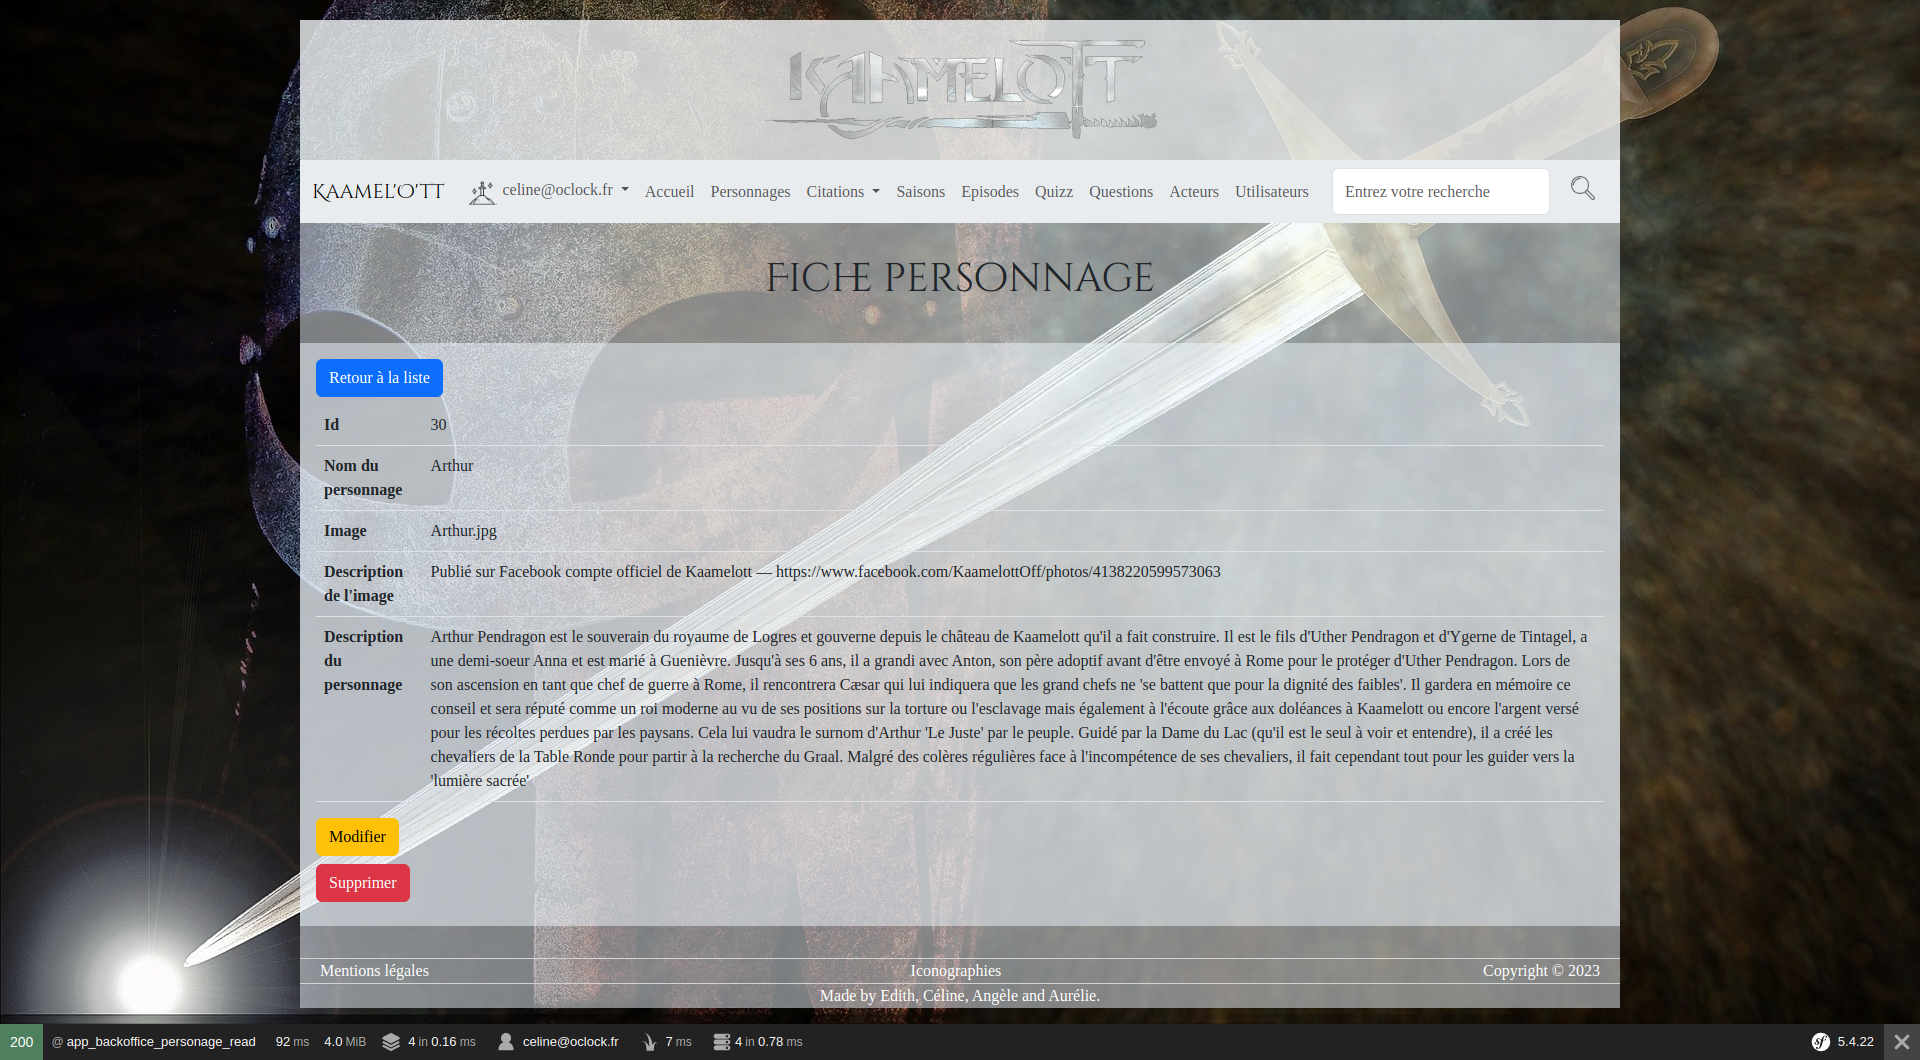 KAAMELOTT
KAAMEL'O'TT
celine@oclock.fr
Accueil
Personnages
Citations
Saisons
Episodes
Quizz
Questions
Acteurs
Utilisateurs
Entrez votre recherche
FICHE PERSONNAGE
Retour à la liste
Id 30
Nom du Arthur
personnage
Image Arthur.jpg
Description Publié sur Facebook compte officiel de Kaamelott — https://www.facebook.com/KaamelottOff/photos/4138220599573063
de l'image
Description Arthur Pendragon est le souverain du royaume de Logres et gouverne depuis le château de Kaamelott qu'il a fait construire. Il est le fils d'Uther Pendragon et d'Ygerne de Tintagel, a
du une demi-soeur Anna et est marié à Guenièvre. Jusqu'à ses 6 ans, il a grandi avec Anton, son père adoptif avant d'être envoyé à Rome pour le protéger d'Uther Pendragon. Lors de
personnage son ascension en tant que chef de guerre à Rome, il rencontrera Cæsar qui lui indiquera que les grand chefs ne 'se battent que pour la dignité des faibles'. Il gardera en mémoire ce
conseil et sera réputé comme un roi moderne au vu de ses positions sur la torture ou l'esclavage mais également à l'écoute grâce aux doléances à Kaamelott ou encore l'argent versé
pour les récoltes perdues par les paysans. Cela lui vaudra le surnom d'Arthur 'Le Juste' par le peuple. Guidé par la Dame du Lac (qu'il est le seul à voir et entendre), il a créé les
chevaliers de la Table Ronde pour partir à la recherche du Graal. Malgré des colères régulières face à l'incompétence de ses chevaliers, il fait cependant tout pour les guider vers la
'lumière sacrée'
Modifier
Supprimer
Mentions légales Iconographies Copyright © 2023
Made by Edith, Céline, Angèle and Aurélie.
200 @ app_backoffice_personage_read 92 ms 4.0 MiB 4 in 0.16 ms celine@oclock.fr 7 ms 4 in 0.78 ms sf 5.4.22